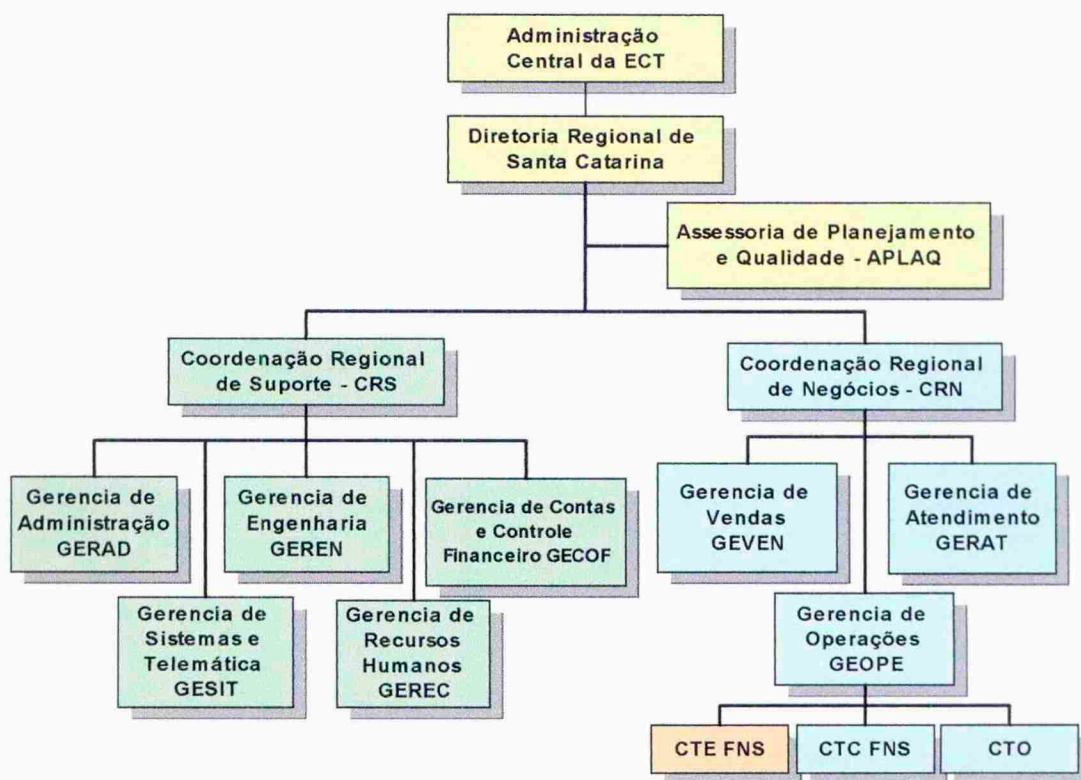 Administração
Central da ECT
Diretoria Regional de
Santa Catarina
Assessoria de Planejamento
e Qualidade - APLAQ
Coordenação Regional
de Suporte - CRS
Coordenação Regional
de Negócios - CRN
Gerencia de
Administração
GERAD
Gerencia de
Engenharia
GEREN
Gerencia de Contas
e Controle
Financeiro GECOF
Gerencia de
Vendas
GEVEN
Gerencia de
Atendimento
GERAT
Gerencia de
Sistemas e
Telemática
GESIT
Gerencia de
Recursos
Humanos
GEREC
Gerencia de
Operações
GEOPE
CTE FNS
CTC FNS
CTO